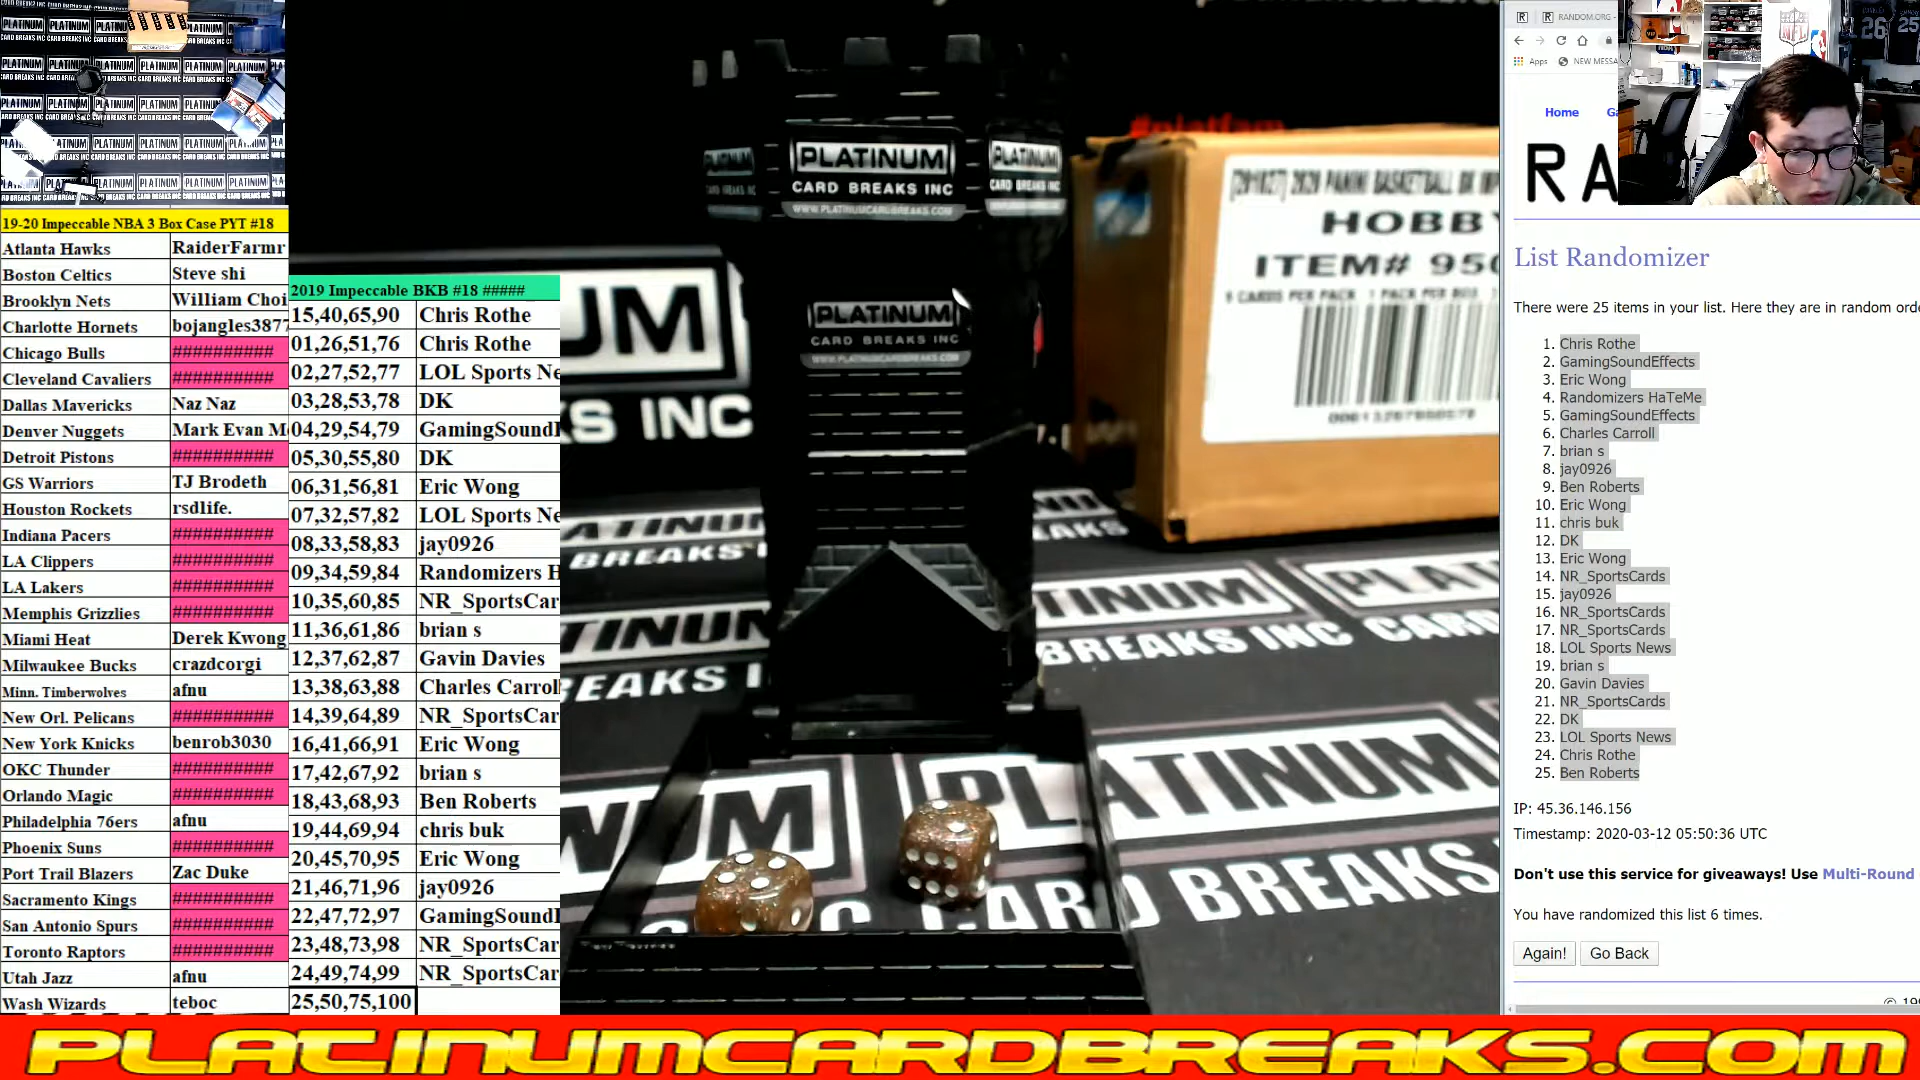 19-20 Impeccable NBA 3 Box Case PYT #18
Atlanta Hawks RaiderFarmr
Boston Celtics Steve shi
Brooklyn Nets William Choi
Charlotte Hornets bojangles3877
Chicago Bulls ##########
Cleveland Cavaliers ##########
Dallas Mavericks Naz Naz
Denver Nuggets Mark Evan M
Detroit Pistons ##########
GS Warriors TJ Brodeth
Houston Rockets rsdlife.
Indiana Pacers ##########
LA Clippers ##########
LA Lakers ##########
Memphis Grizzlies ##########
Miami Heat Derek Kwong
Milwaukee Bucks crazdcorgi
Minn. Timberwolves afnu
New Orl. Pelicans ##########
New York Knicks benrob3030
OKC Thunder ##########
Orlando Magic ##########
Philadelphia 76ers afnu
Phoenix Suns ##########
Port Trail Blazers Zac Duke
Sacramento Kings ##########
San Antonio Spurs ##########
Toronto Raptors ##########
Utah Jazz afnu
Wash Wizards teboc
2019 Impeccable BKB #18 #####
15,40,65,90 Chris Rothe
01,26,51,76 Chris Rothe
02,27,52,77 LOL Sports Ne
03,28,53,78 DK
04,29,54,79 GamingSoundE
05,30,55,80 DK
06,31,56,81 Eric Wong
07,32,57,82 LOL Sports Ne
08,33,58,83 jay0926
09,34,59,84 Randomizers H
10,35,60,85 NR_SportsCar
11,36,61,86 brian s
12,37,62,87 Gavin Davies
13,38,63,88 Charles Carroll
14,39,64,89 NR_SportsCar
16,41,66,91 Eric Wong
17,42,67,92 brian s
18,43,68,93 Ben Roberts
19,44,69,94 chris buk
20,45,70,95 Eric Wong
21,46,71,96 jay0926
22,47,72,97 GamingSoundE
23,48,73,98 NR_SportsCar
24,49,74,99 NR_SportsCar
25,50,75,100
PLATINUM
CARD BREAKS INC
WWW.PLATINUMCARDBREAKS.COM
PLATINUM
CARD BREAKS INC
#platfam
HOBBY
ITEM# 950
RANDOM.ORG -
Apps NEW MESSA
Home Ga
RA
List Randomizer
There were 25 items in your list. Here they are in random orde
1. Chris Rothe
2. GamingSoundEffects
3. Eric Wong
4. Randomizers HaTeMe
5. GamingSoundEffects
6. Charles Carroll
7. brian s
8. jay0926
9. Ben Roberts
10. Eric Wong
11. chris buk
12. DK
13. Eric Wong
14. NR_SportsCards
15. jay0926
16. NR_SportsCards
17. NR_SportsCards
18. LOL Sports News
19. brian s
20. Gavin Davies
21. NR_SportsCards
22. DK
23. LOL Sports News
24. Chris Rothe
25. Ben Roberts
IP: 45.36.146.156
Timestamp: 2020-03-12 05:50:36 UTC
Don't use this service for giveaways! Use Multi-Round
You have randomized this list 6 times.
Again! Go Back
PLATINUMCARDBREAKS.COM